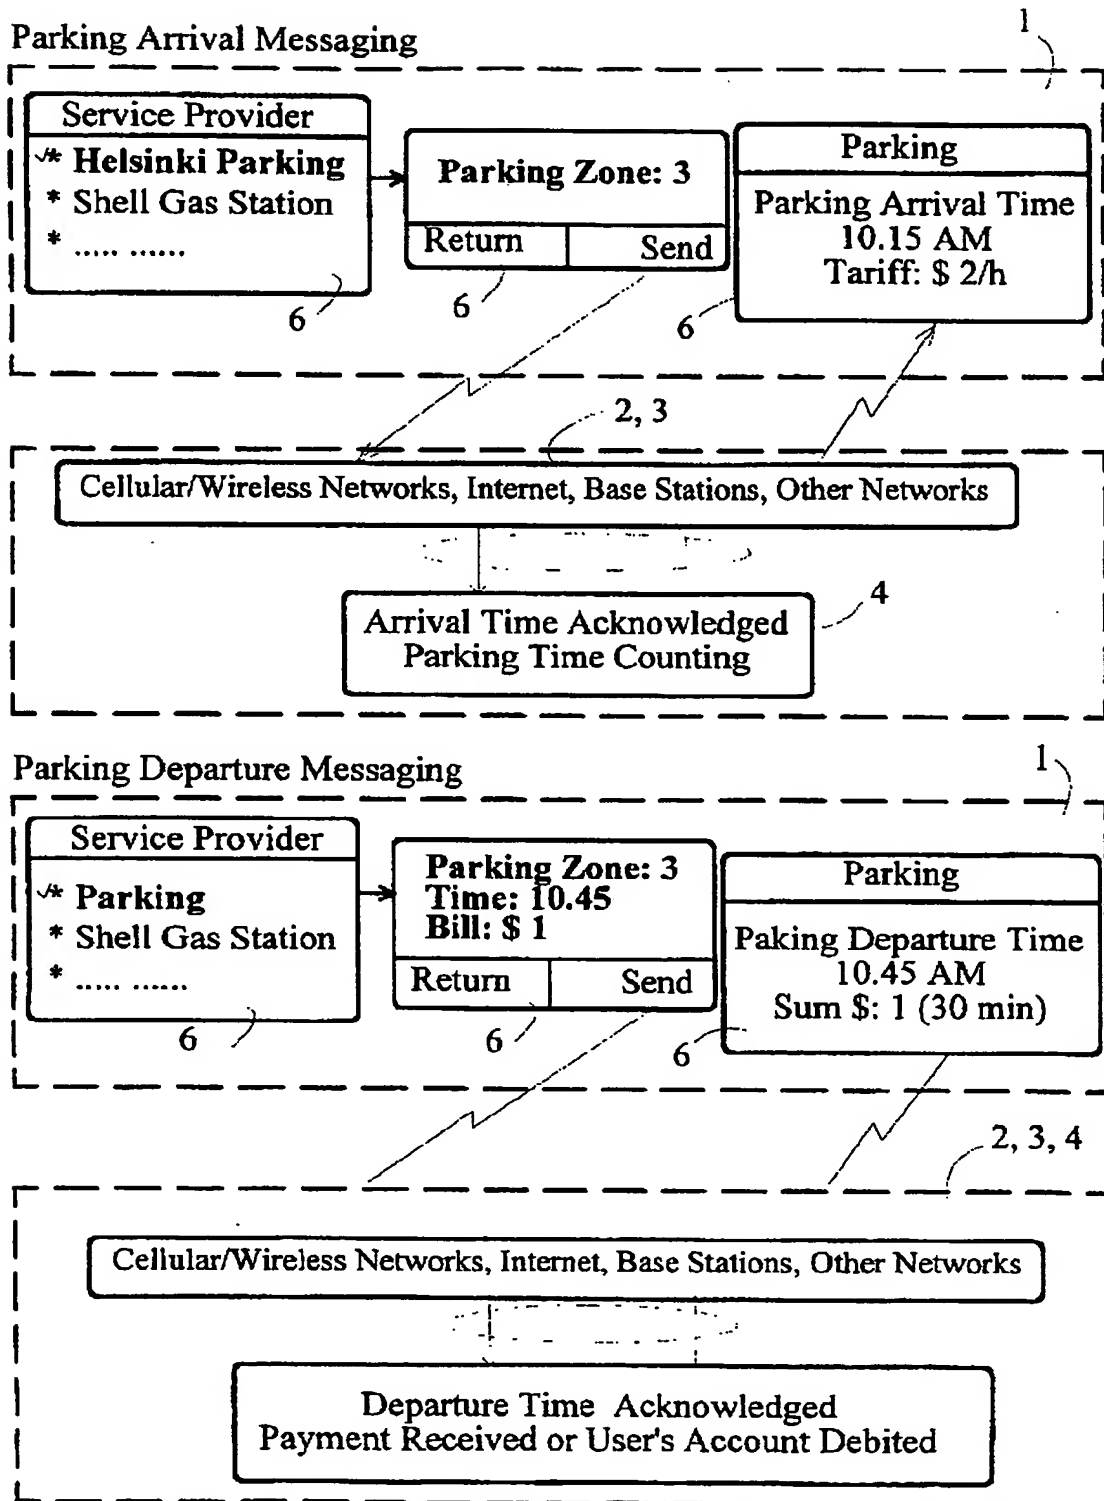 Parking Arrival Messaging
1
Service Provider
* Helsinki Parking
* Shell Gas Station
* ..... ......
6
Parking Zone: 3
Return
Send
6
Parking
Parking Arrival Time
10.15 AM
Tariff: $ 2/h
6
2, 3
Cellular/Wireless Networks, Internet, Base Stations, Other Networks
4
Arrival Time Acknowledged
Parking Time Counting
Parking Departure Messaging
1
Service Provider
* Parking
* Shell Gas Station
* ..... ......
6
Parking Zone: 3
Time: 10.45
Bill: $ 1
Return
Send
6
Parking
Paking Departure Time
10.45 AM
Sum $: 1 (30 min)
6
2, 3, 4
Cellular/Wireless Networks, Internet, Base Stations, Other Networks
Departure Time Acknowledged
Payment Received or User's Account Debited